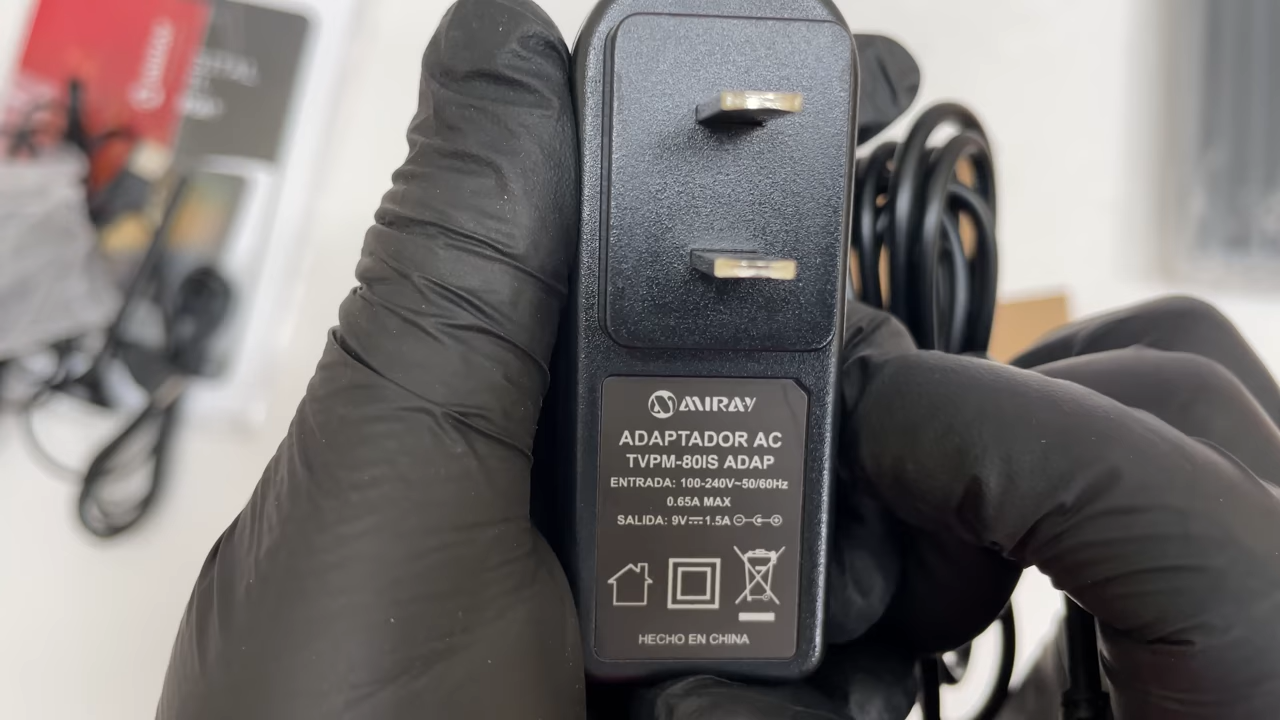 MIRAY
ADAPTADOR AC
TVPM-80IS ADAP
ENTRADA: 100-240V~50/60Hz
0.65A MAX
SALIDA: 9V⎓1.5A
HECHO EN CHINA